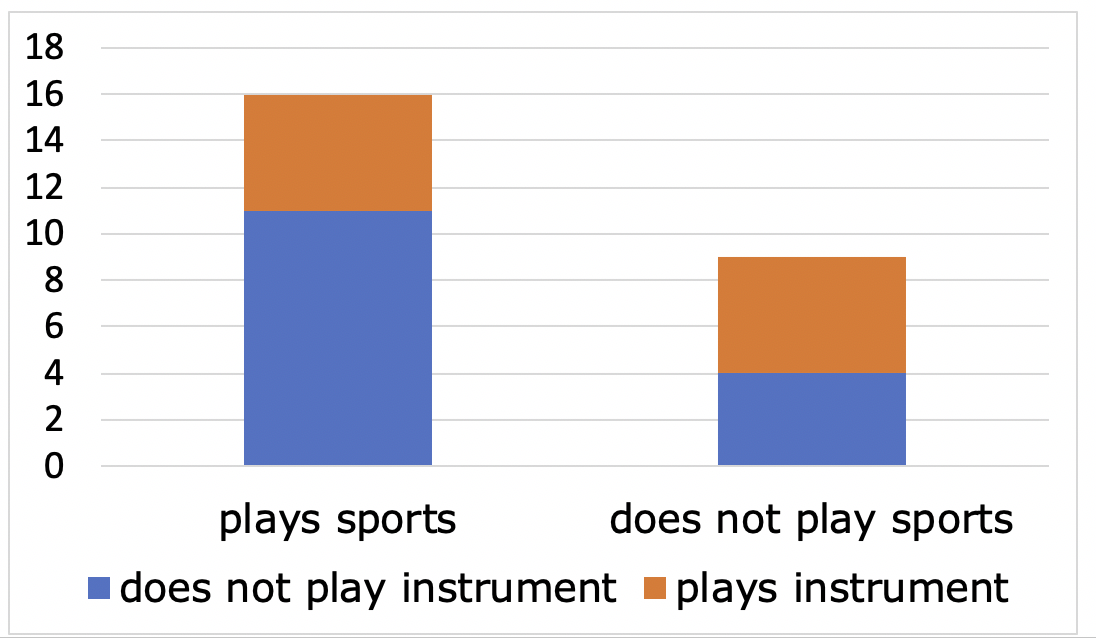 18
16
14
12
10
8
6
4
2
0
plays sports
does not play sports
does not play instrument
plays instrument